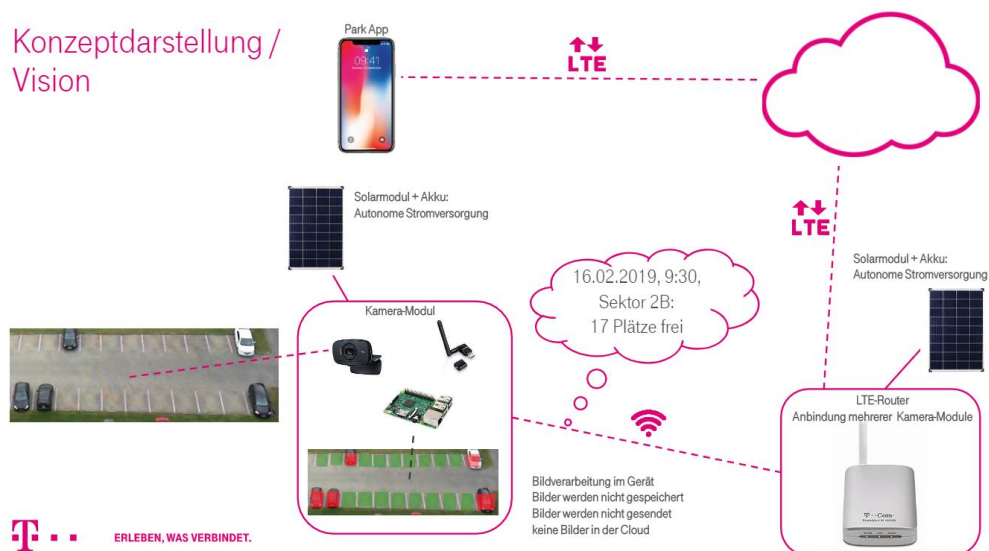 Konzeptdarstellung /
Vision
Park App
09:41
LTE
Solarmodul + Akku:
Autonome Stromversorgung
LTE
16.02.2019, 9:30,
Sektor 2B:
17 Plätze frei
Solarmodul + Akku:
Autonome Stromversorgung
Kamera-Modul
LTE-Router
Anbindung mehrerer Kamera-Module
Bildverarbeitung im Gerät
Bilder werden nicht gespeichert
Bilder werden nicht gesendet
keine Bilder in der Cloud
T··Com·
T · ·
ERLEBEN, WAS VERBINDET.